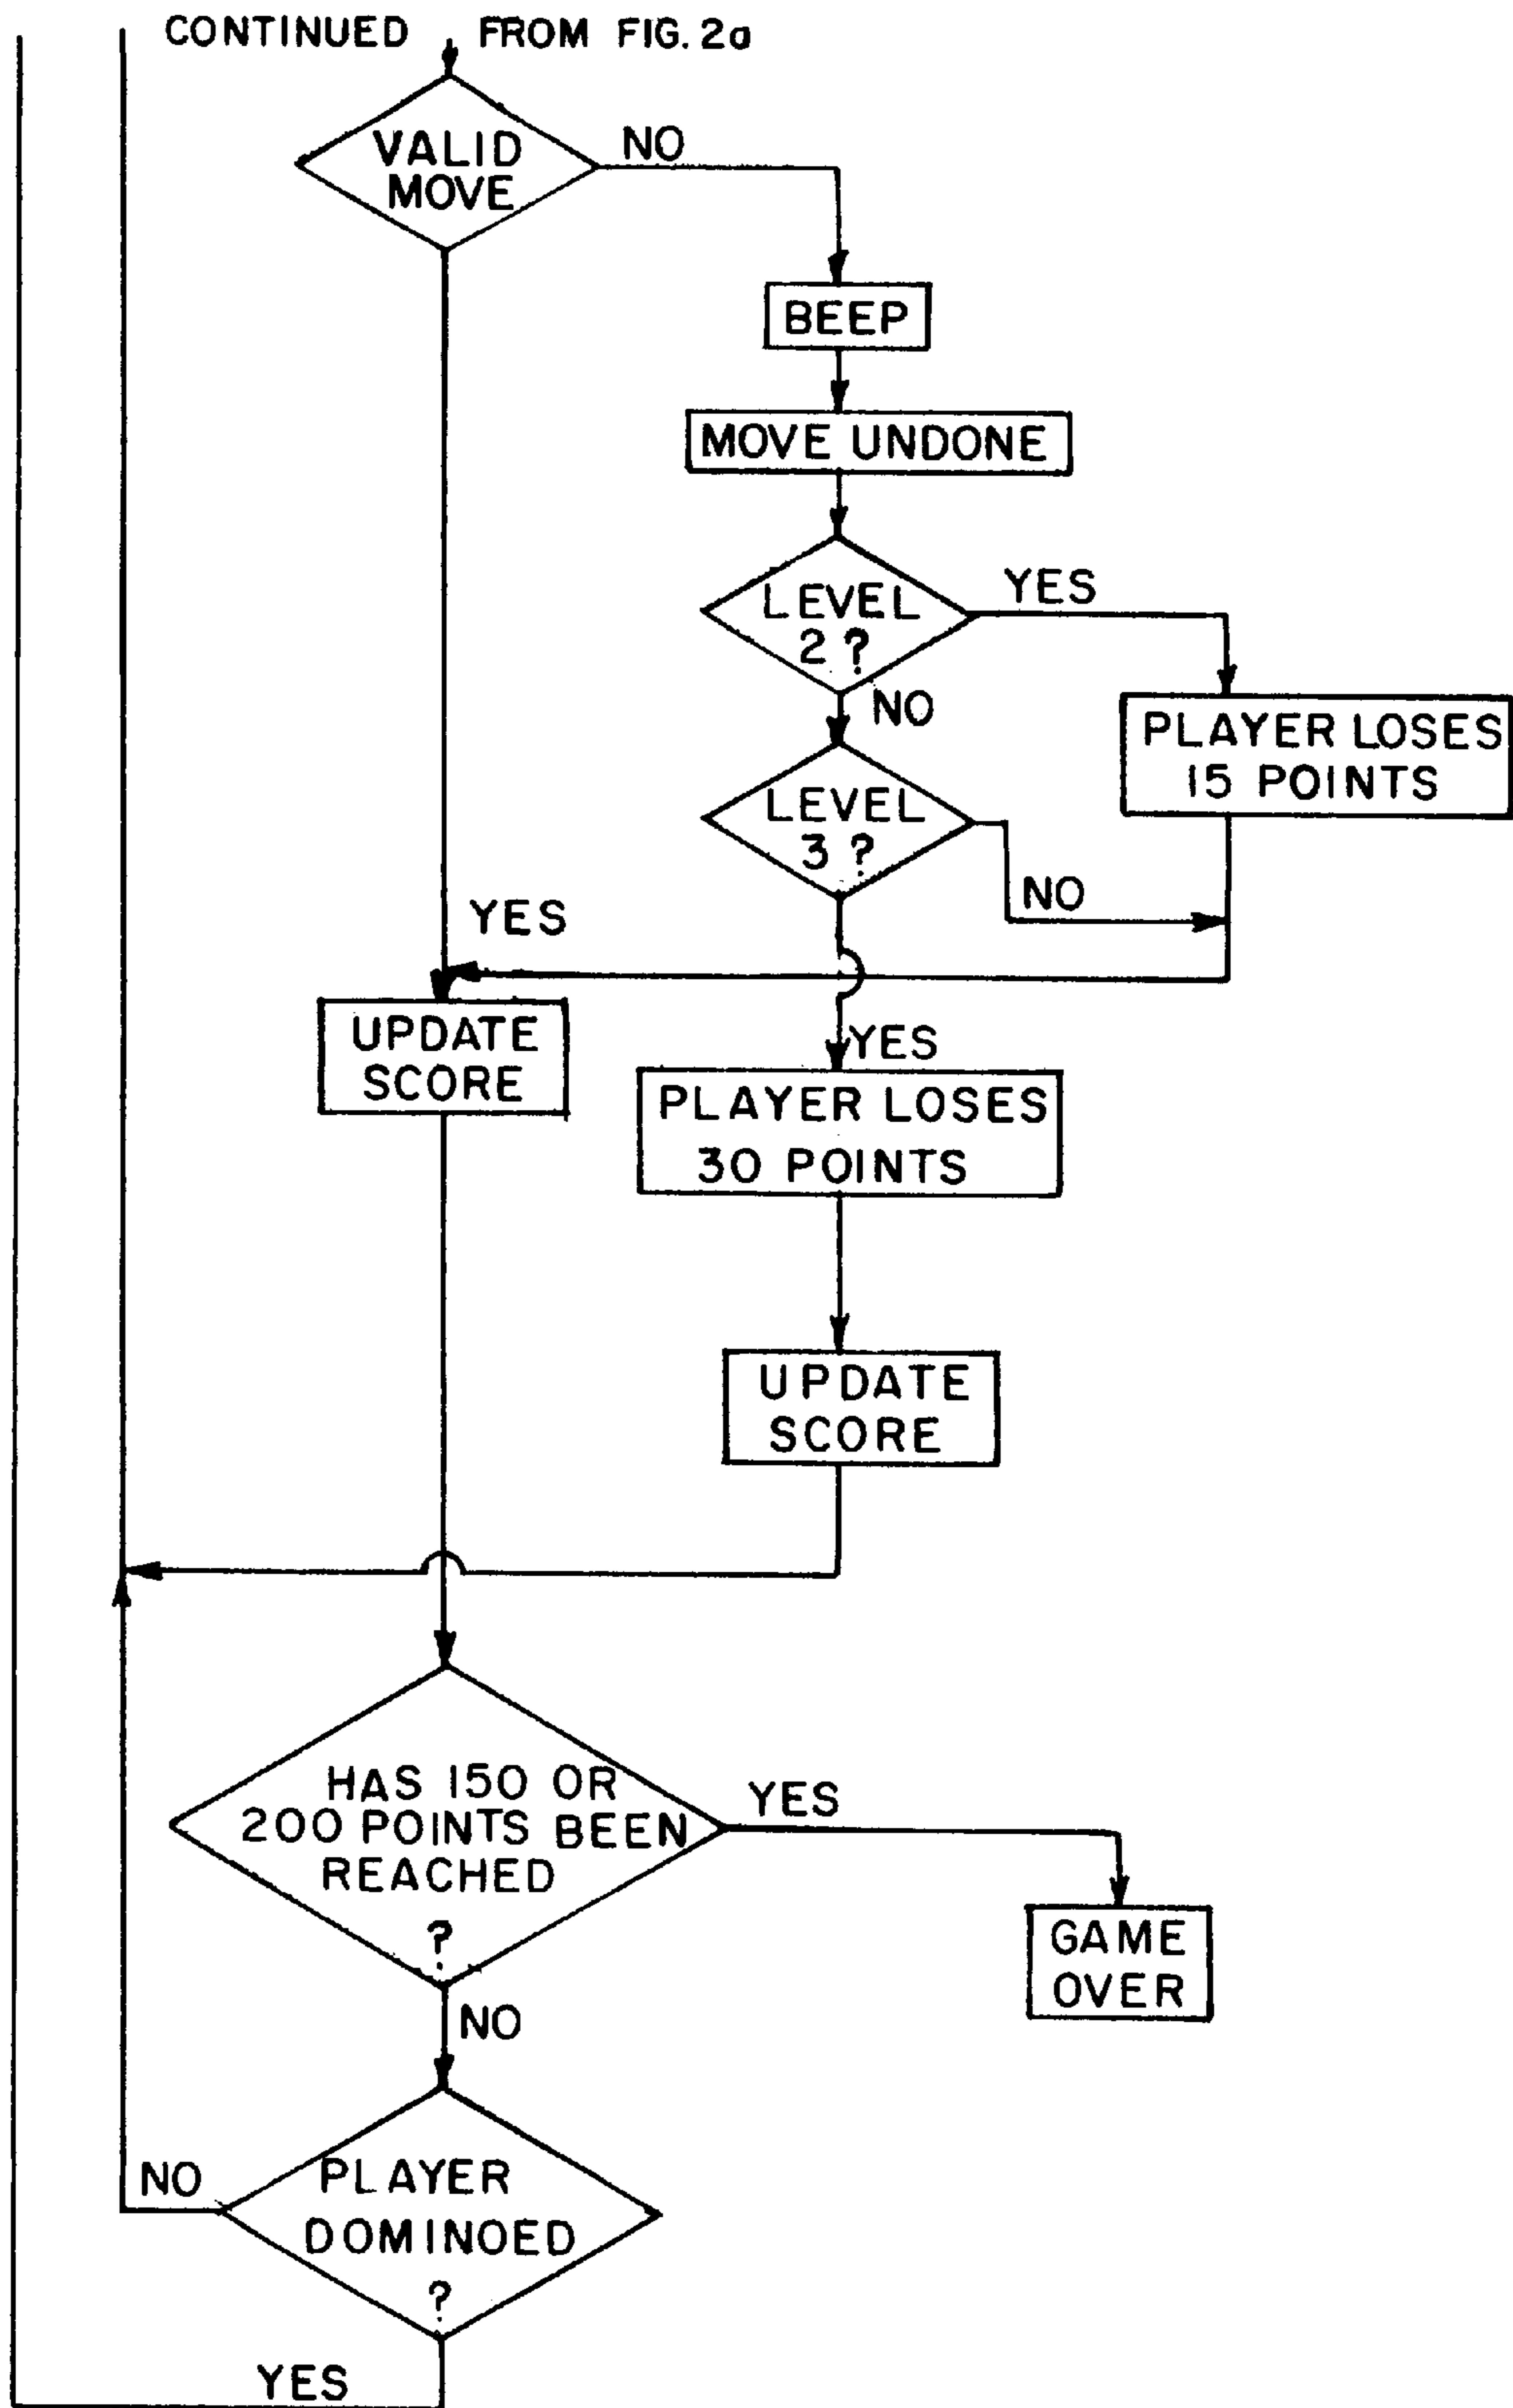 CONTINUED FROM FIG. 2a
VALID
MOVE
NO
BEEP
MOVE UNDONE
LEVEL
2 ?
YES
NO
PLAYER LOSES
15 POINTS
LEVEL
3 ?
NO
YES
UPDATE
SCORE
YES
PLAYER LOSES
30 POINTS
UPDATE
SCORE
HAS 150 OR
200 POINTS BEEN
REACHED
?
YES
GAME
OVER
NO
PLAYER
DOMINOED
?
NO
YES